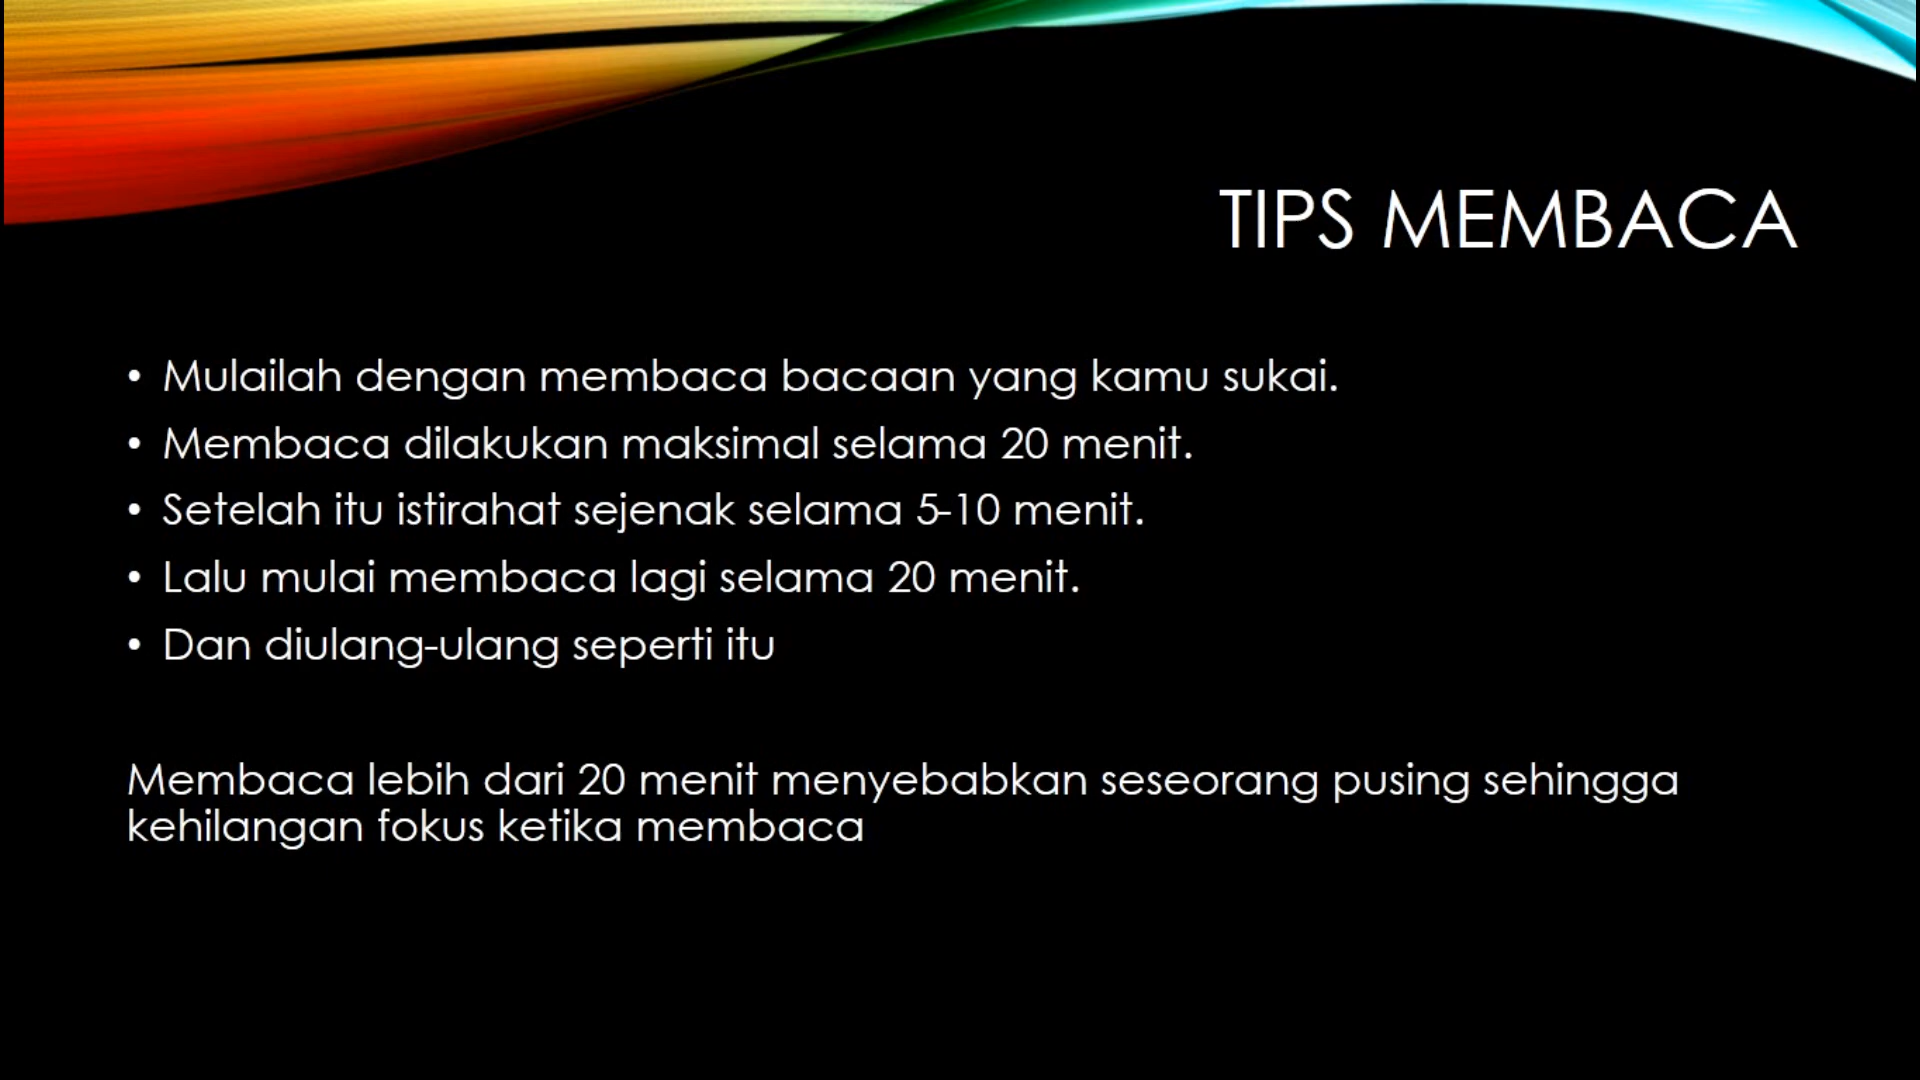 TIPS MEMBACA
• Mulailah dengan membaca bacaan yang kamu sukai.
• Membaca dilakukan maksimal selama 20 menit.
• Setelah itu istirahat sejenak selama 5-10 menit.
• Lalu mulai membaca lagi selama 20 menit.
• Dan diulang-ulang seperti itu
Membaca lebih dari 20 menit menyebabkan seseorang pusing sehingga
kehilangan fokus ketika membaca